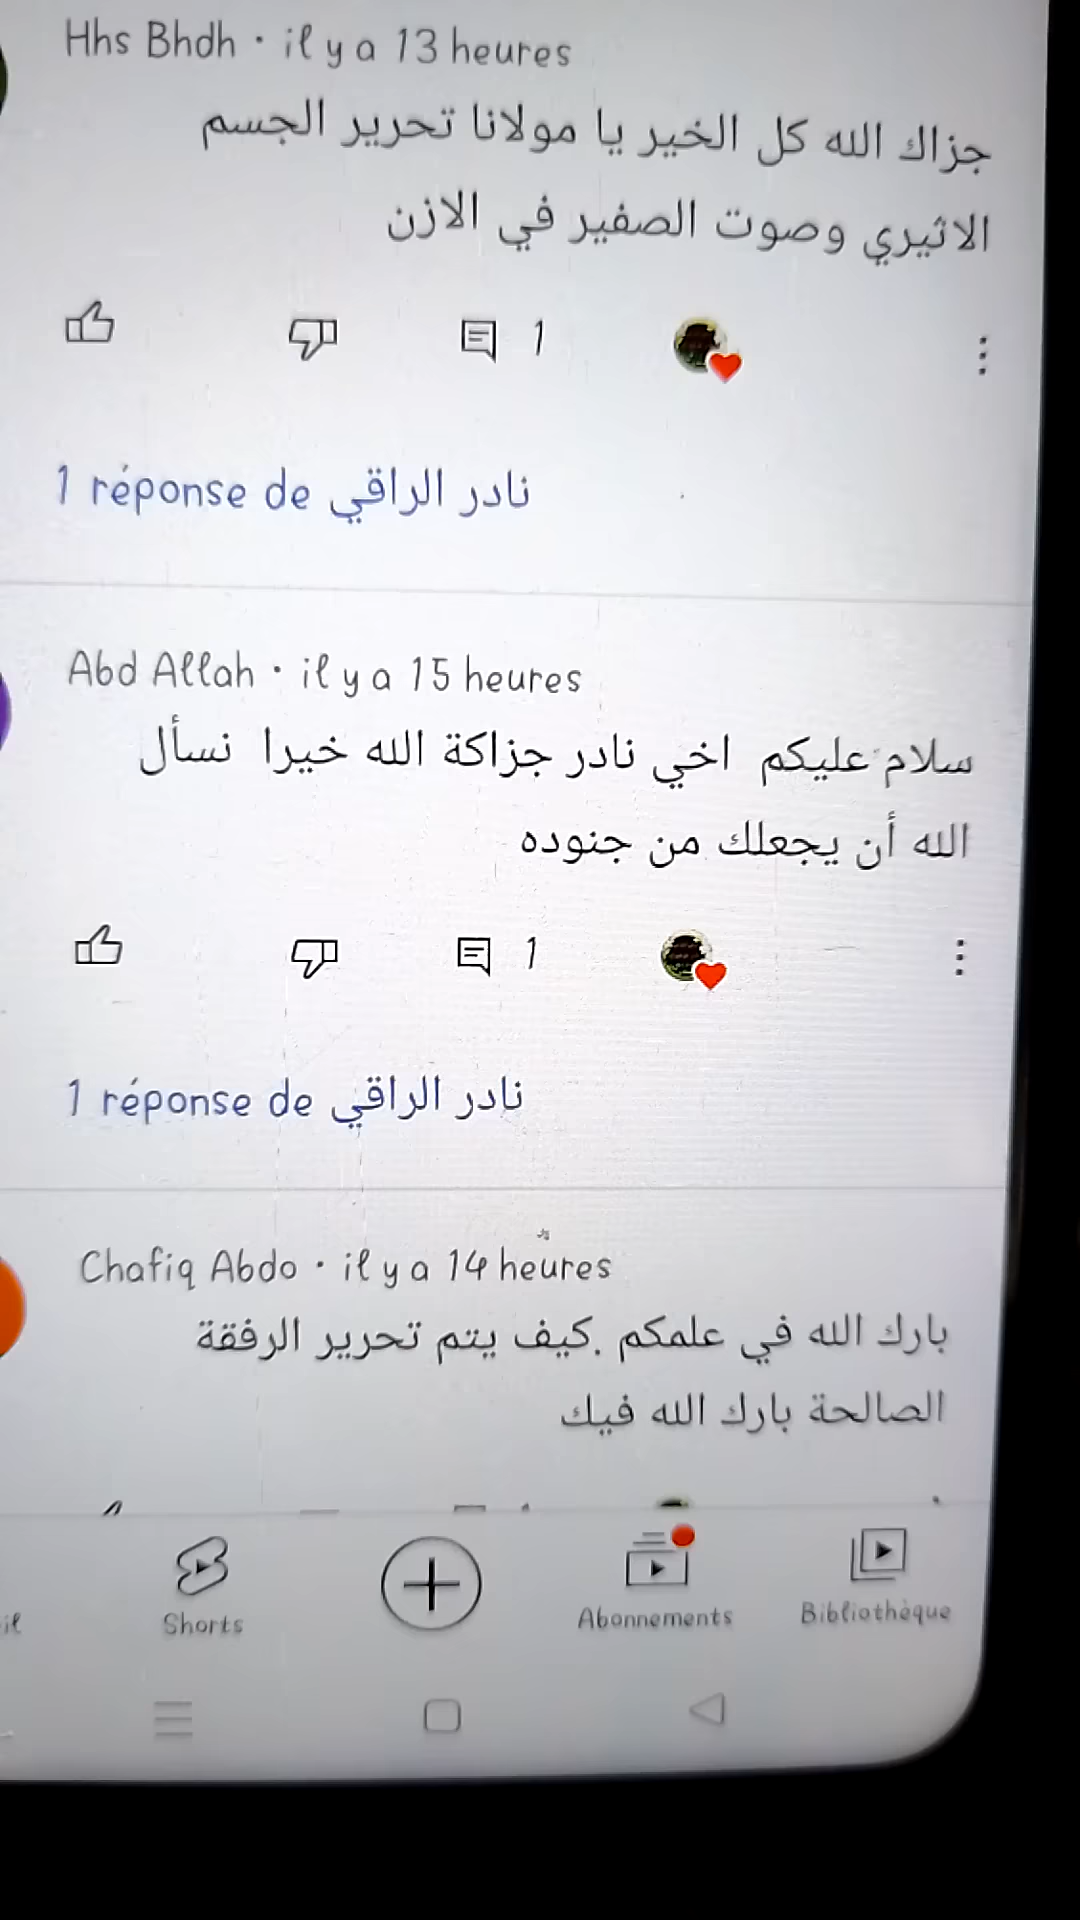 Hhs Bhdh · il y a 13 heures
جزاك الله كل الخير يا مولانا تحرير الجسم
الاثيري وصوت الصفير في الازن
1
1 réponse de نادر الراقي
Abd Allah · il y a 15 heures
سلام عليكم اخي نادر جزاكة الله خيرا نسأل
الله أن يجعلك من جنوده
1
1 réponse de نادر الراقي
Chafiq Abdo · il y a 14 heures
بارك الله في علمكم .كيف يتم تحرير الرفقة
الصالحة بارك الله فيك
il Shorts Abonnements Bibliothèque